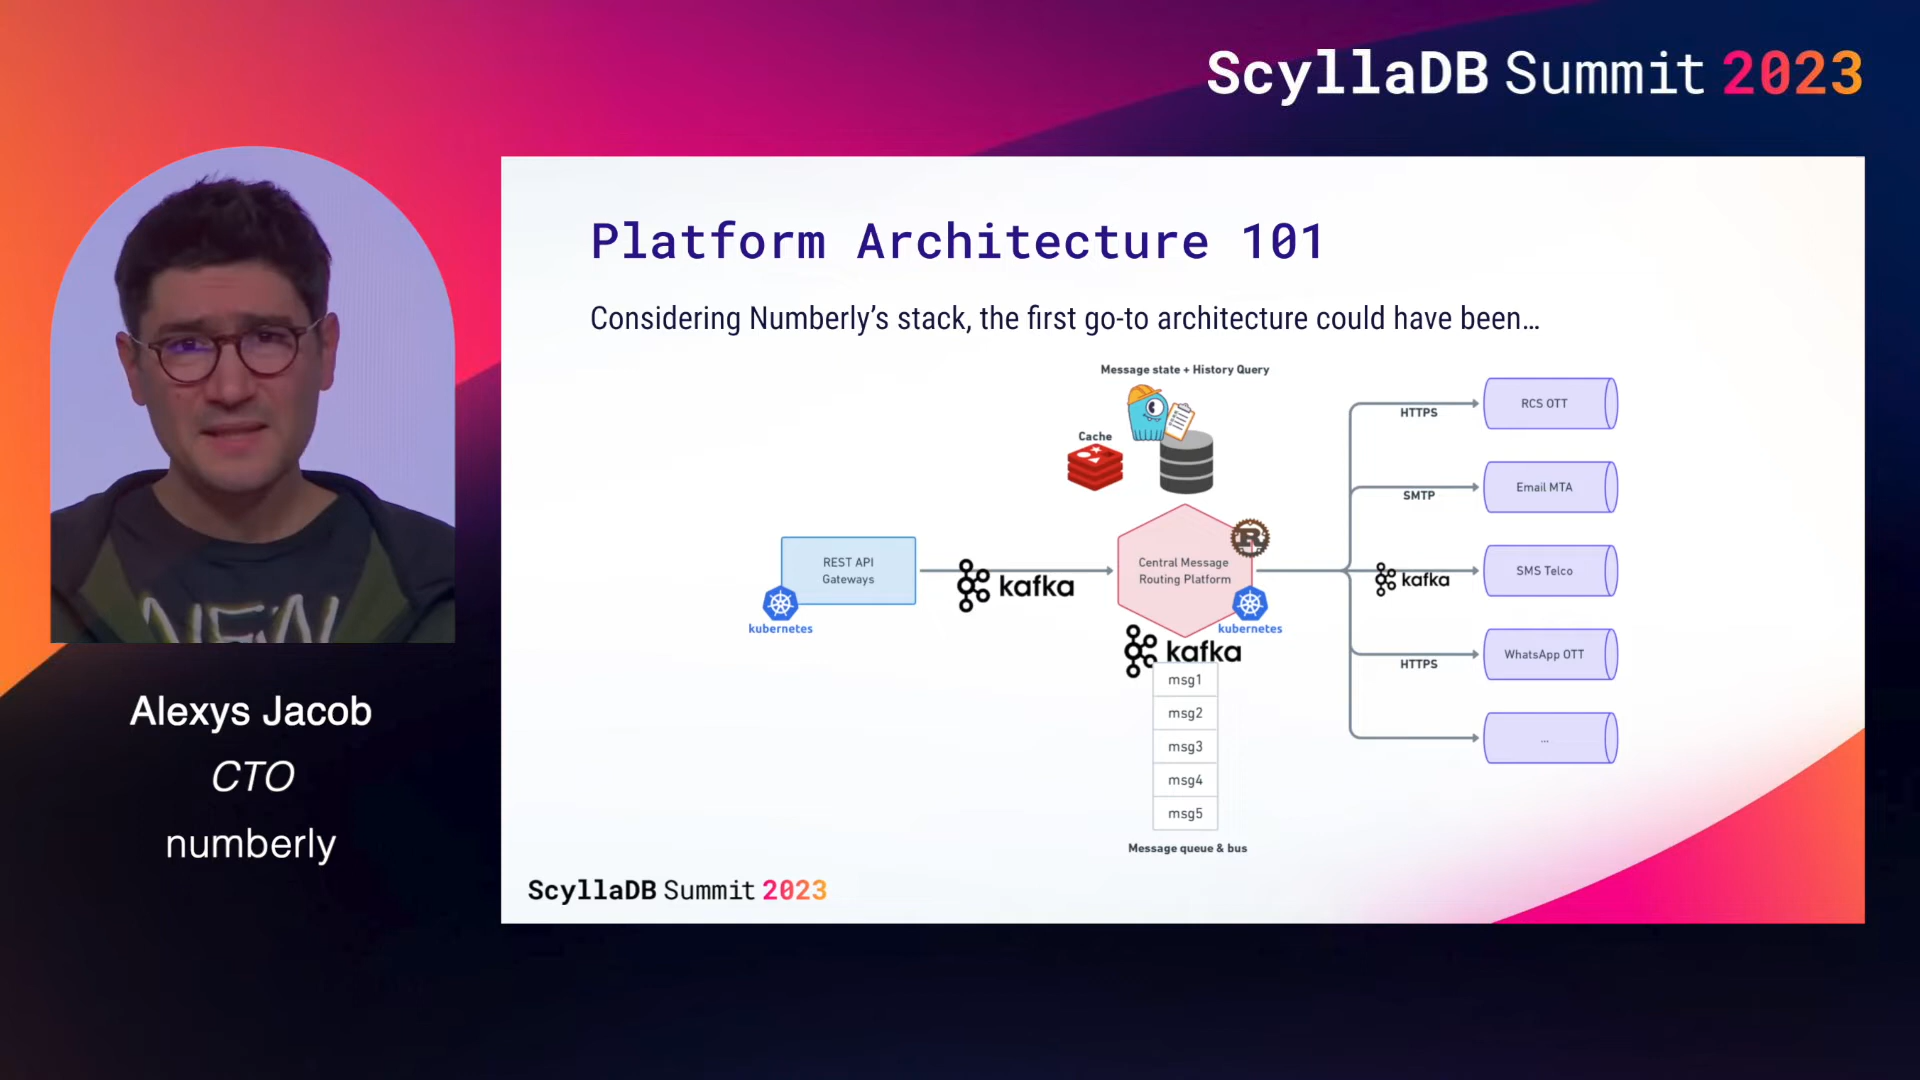 ScyllaDB Summit 2023
Platform Architecture 101
Considering Numberly’s stack, the first go-to architecture could have been…
Message state + History Query
Cache
REST API
Gateways
kubernetes
kafka
Central Message
Routing Platform
R
kubernetes
kafka
msg1
msg2
msg3
msg4
msg5
Message queue & bus
HTTPS
RCS OTT
SMTP
Email MTA
kafka
SMS Telco
HTTPS
WhatsApp OTT
...
ScyllaDB Summit 2023
NEW
Alexys Jacob
CTO
numberly